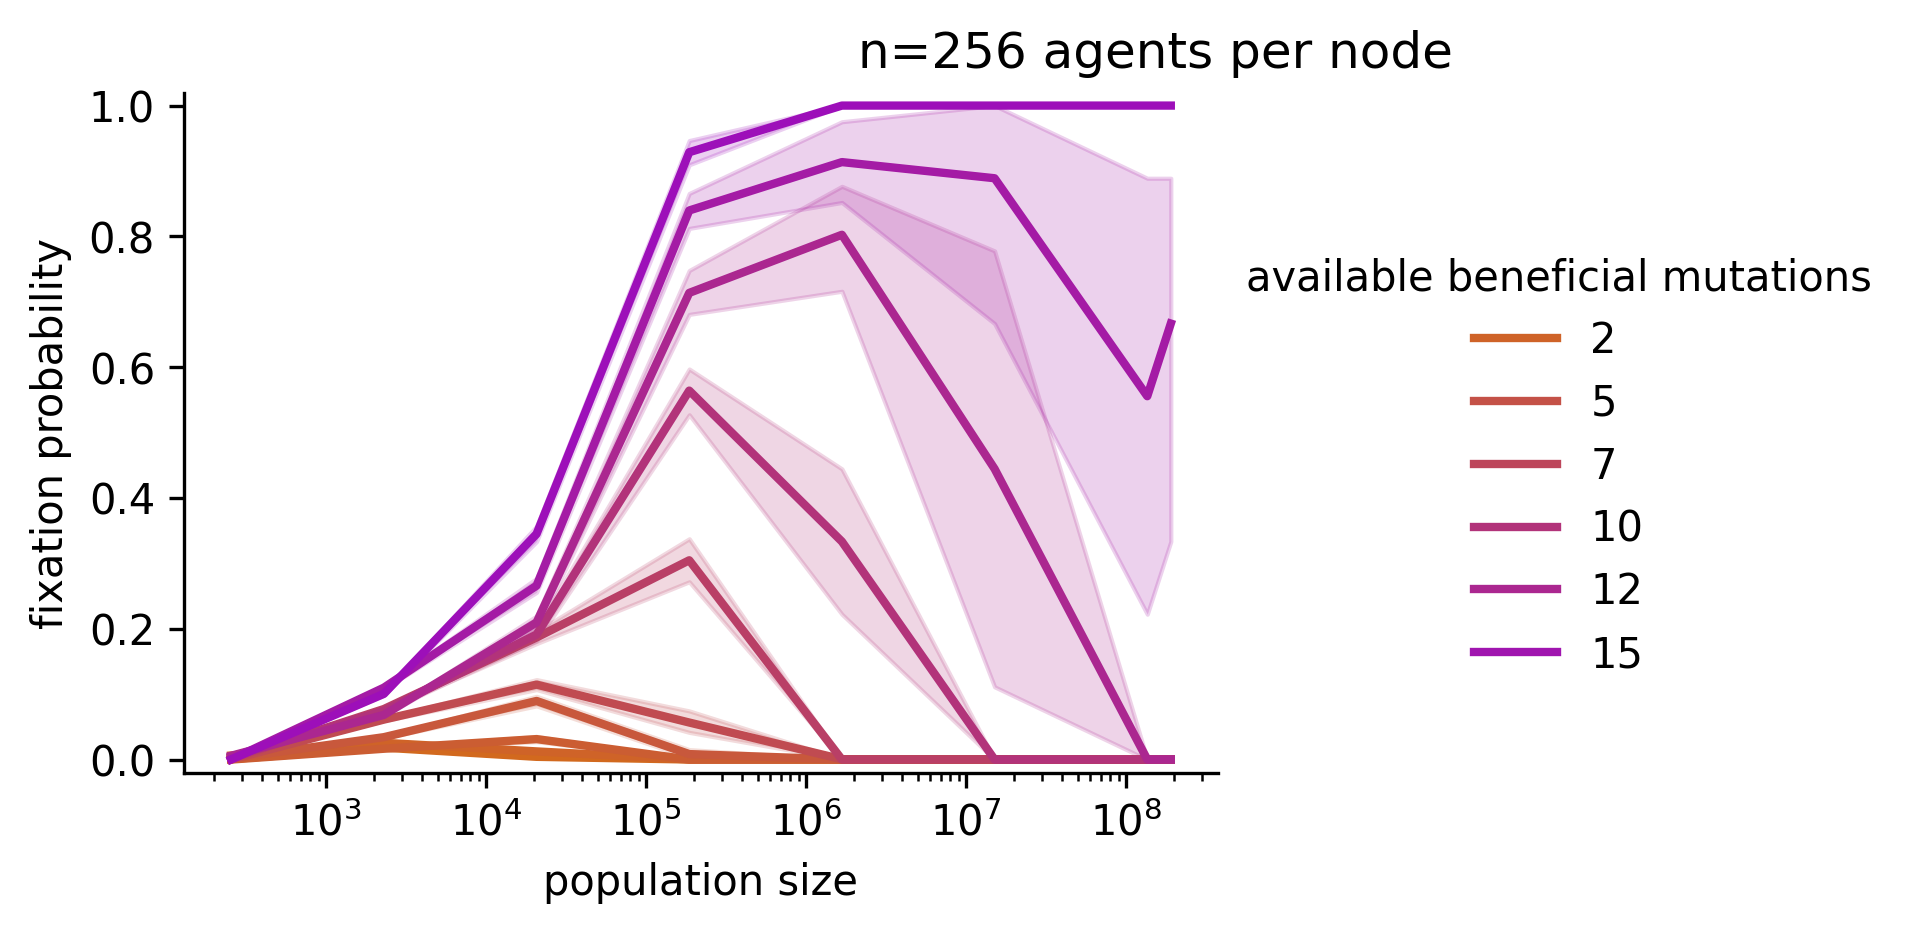 n=256 agents per node
1.0
0.8
0.6
0.4
0.2
0.0
fixation probability
10³ 10⁴ 10⁵ 10⁶ 10⁷ 10⁸
population size
available beneficial mutations
2
5
7
10
12
15